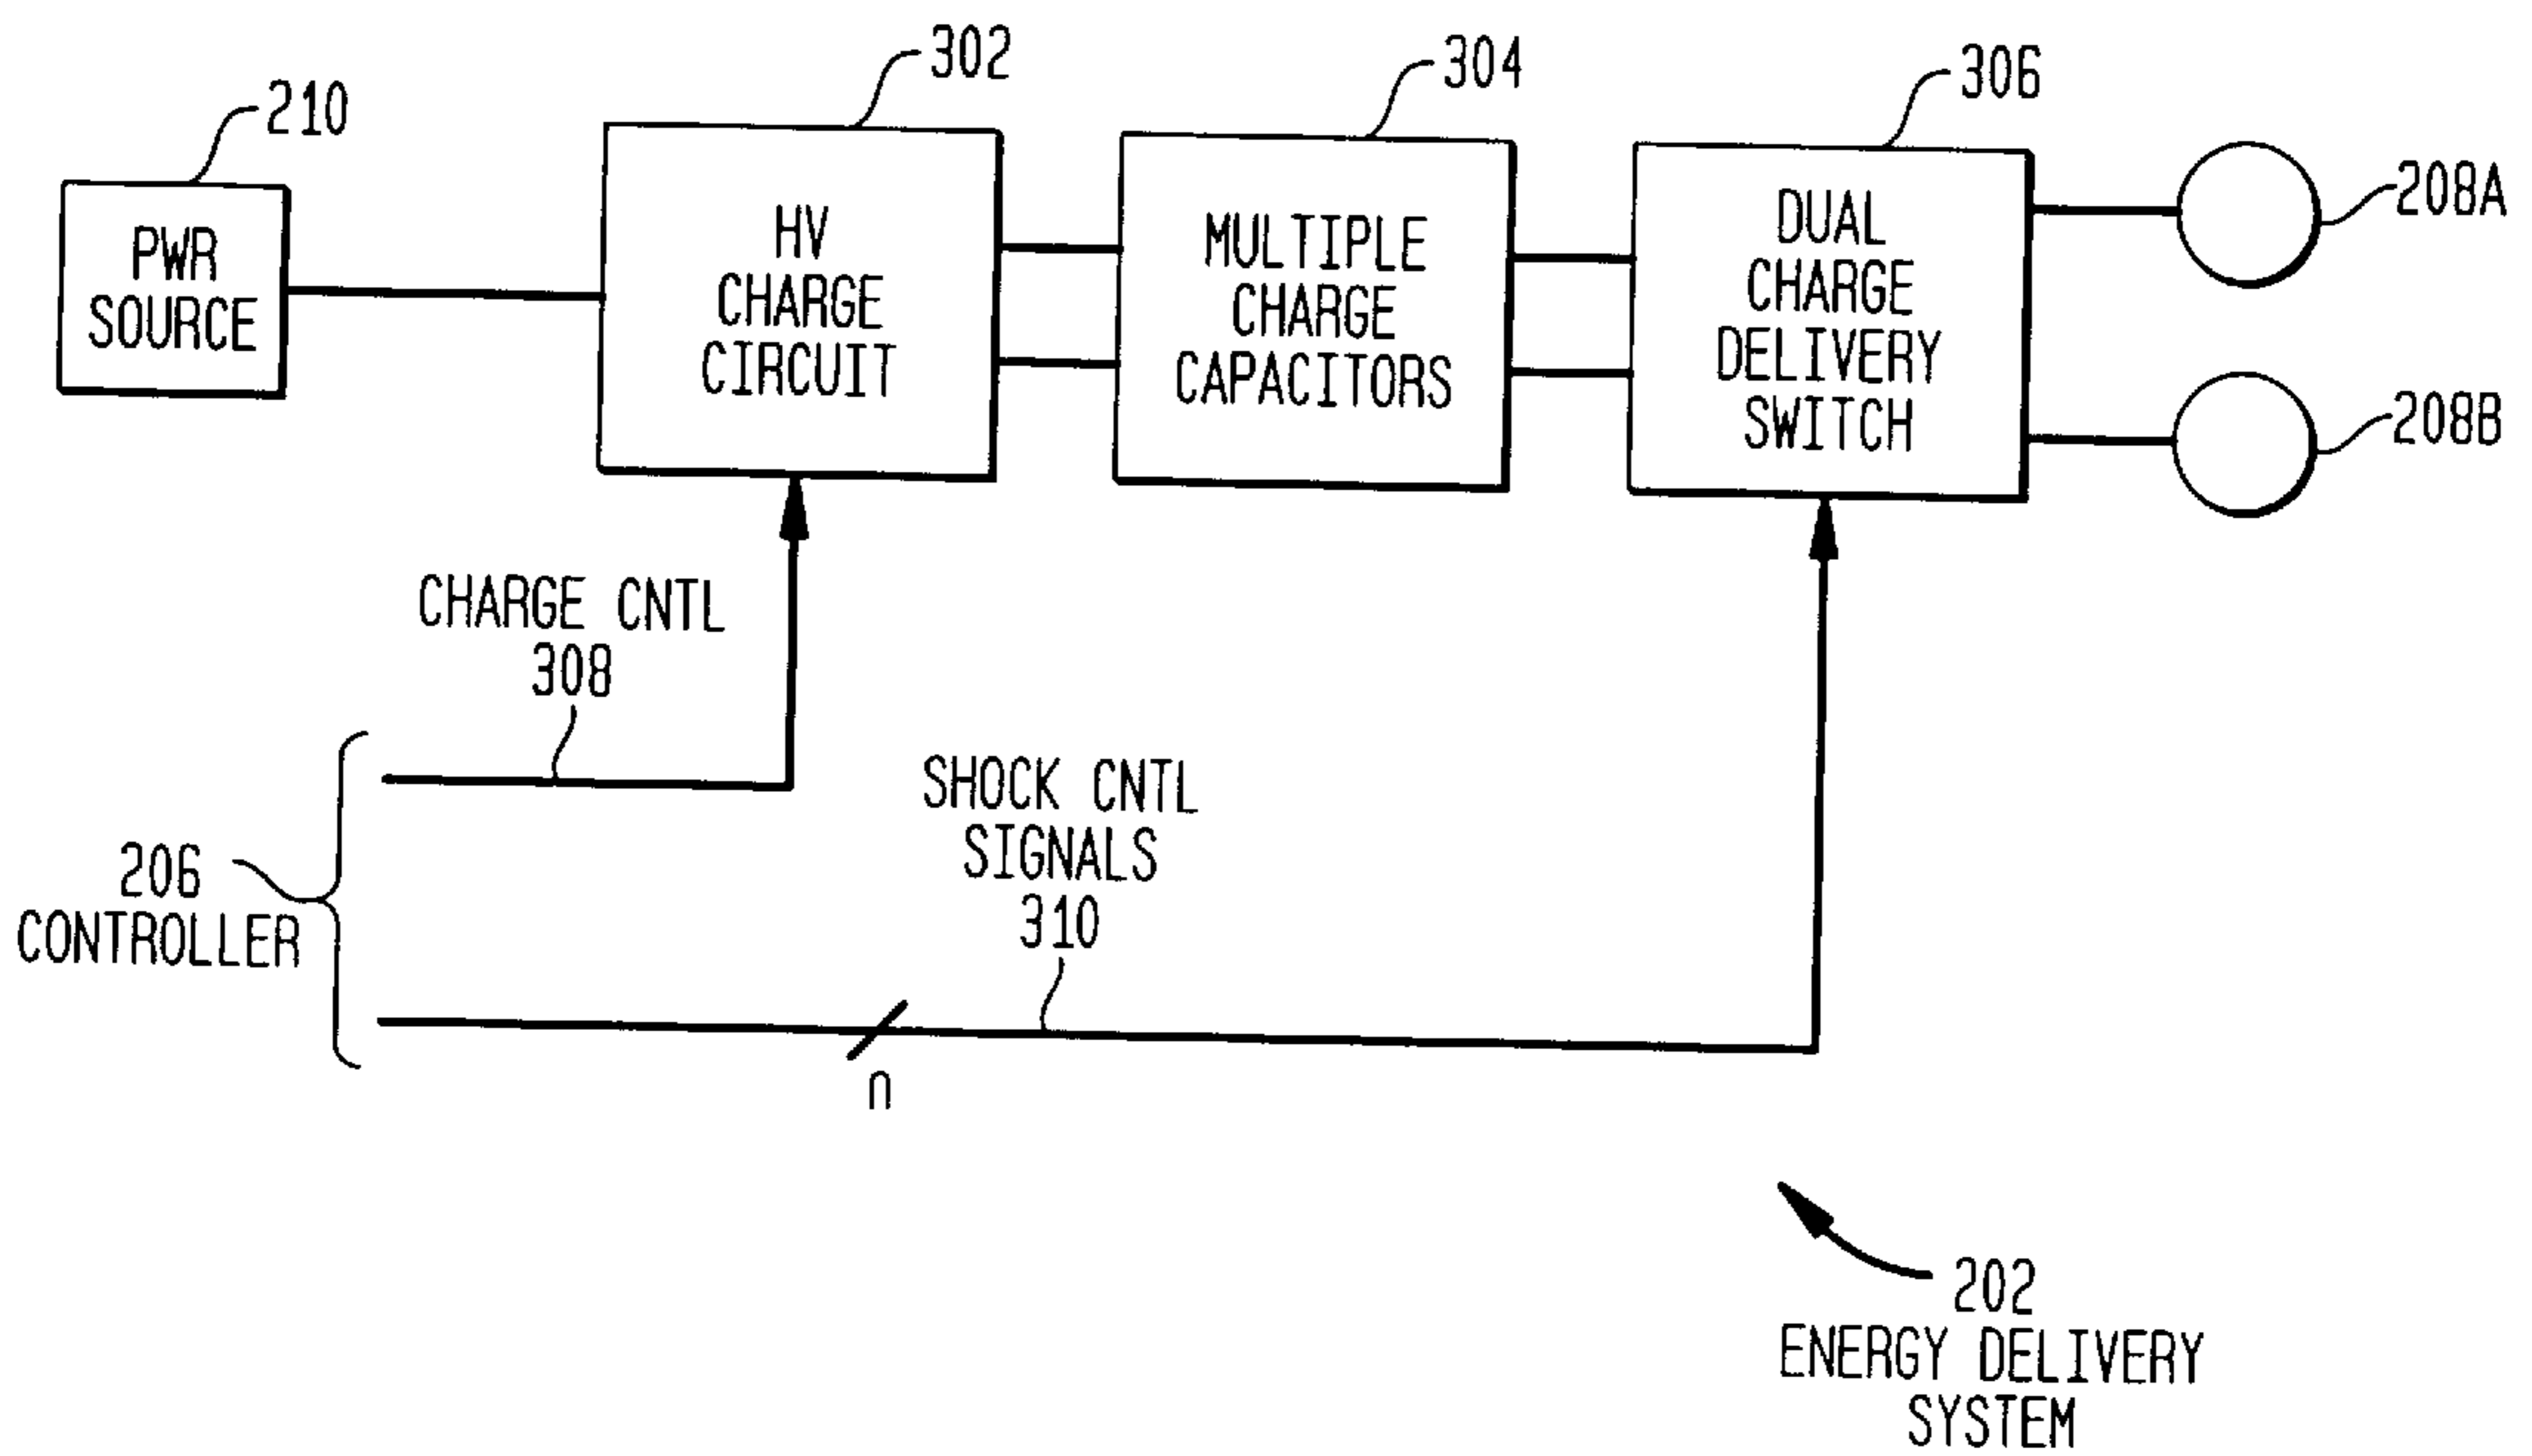 210
302
304
306
208A
208B
PWR
SOURCE
HV
CHARGE
CIRCUIT
MULTIPLE
CHARGE
CAPACITORS
DUAL
CHARGE
DELIVERY
SWITCH
CHARGE CNTL
308
SHOCK CNTL
SIGNALS
310
206
CONTROLLER
n
202
ENERGY DELIVERY
SYSTEM